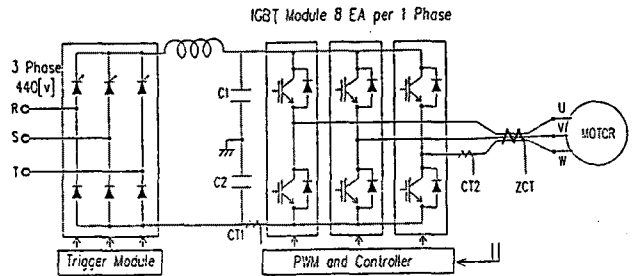 IGBT Module 8 EA per 1 Phase
3 Phase
440[v]
R
S
T
C1
C2
CT1
CT2
ZCT
U
V
W
MOTOR
Trigger Module
PWM and Controller